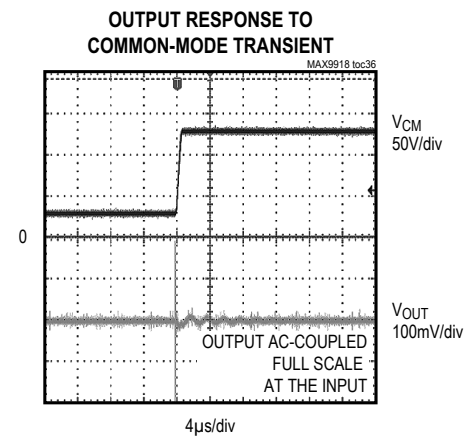 OUTPUT RESPONSE TO
COMMON-MODE TRANSIENT
MAX9918 toc36
VCM
50V/div
0
VOUT
100mV/div
OUTPUT AC-COUPLED
FULL SCALE
AT THE INPUT
4µs/div